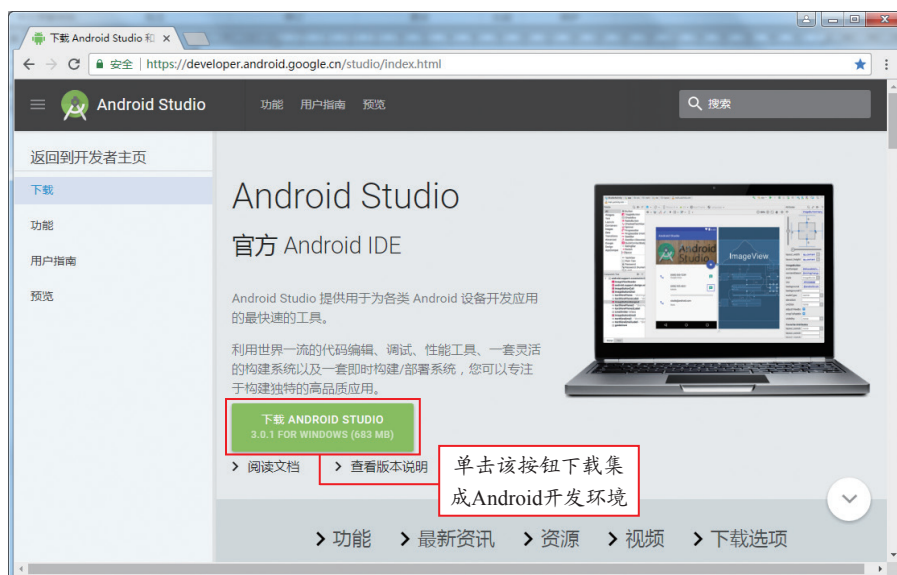 下载 Android Studio 和
安全 | https://developer.android.google.cn/studio/index.html
Android Studio
功能 用户指南 预览
搜索
返回到开发者主页
下载
功能
用户指南
预览
Android Studio
官方 Android IDE
Android Studio 提供用于为各类 Android 设备开发应用
的最快速的工具。
利用世界一流的代码编辑、调试、性能工具、一套灵活
的构建系统以及一套即时构建/部署系统，您可以专注
于构建独特的高品质应用。
下载 ANDROID STUDIO
3.0.1 FOR WINDOWS (683 MB)
阅读文档 查看版本说明
单击该按钮下载集
成Android开发环境
Android
Studio
ImageView
功能 最新资讯 资源 视频 下载选项